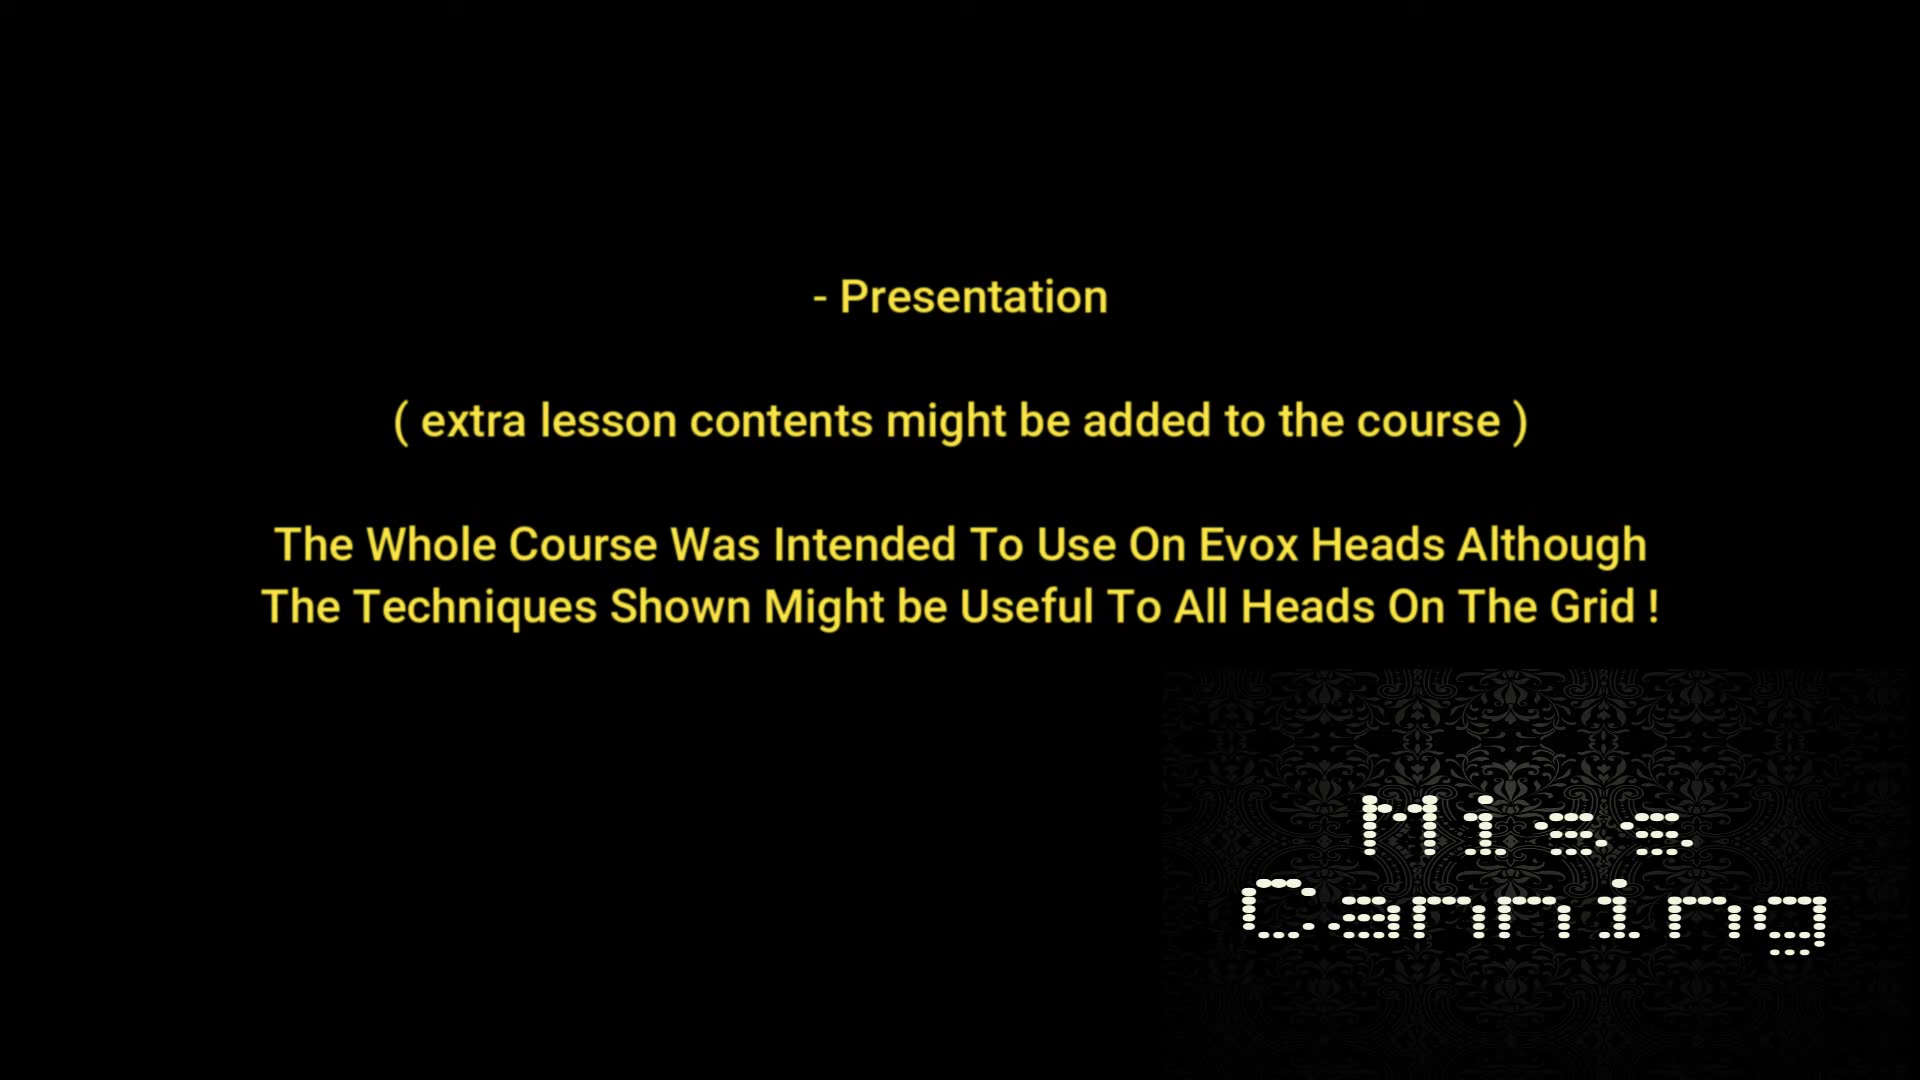 - Presentation
( extra lesson contents might be added to the course )
The Whole Course Was Intended To Use On Evox Heads Although
The Techniques Shown Might be Useful To All Heads On The Grid !
Miss
Canning